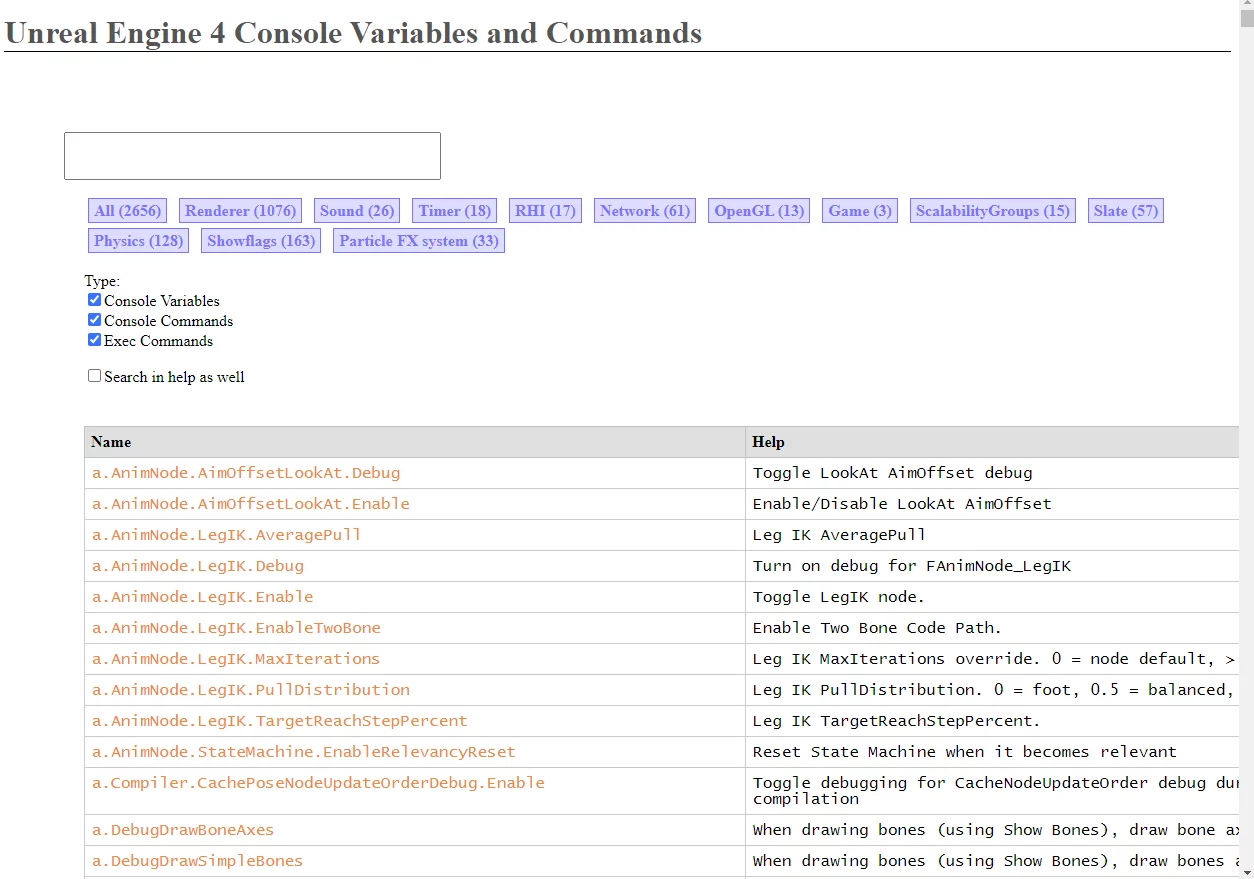 Unreal Engine 4 Console Variables and Commands
All (2656) Renderer (1076) Sound (26) Timer (18) RHI (17) Network (61) OpenGL (13) Game (3) ScalabilityGroups (15) Slate (57)
Physics (128) Showflags (163) Particle FX system (33)
Type:
Console Variables
Console Commands
Exec Commands
Search in help as well
Name Help
a.AnimNode.AimOffsetLookAt.Debug Toggle LookAt AimOffset debug
a.AnimNode.AimOffsetLookAt.Enable Enable/Disable LookAt AimOffset
a.AnimNode.LegIK.AveragePull Leg IK AveragePull
a.AnimNode.LegIK.Debug Turn on debug for FAnimNode_LegIK
a.AnimNode.LegIK.Enable Toggle LegIK node.
a.AnimNode.LegIK.EnableTwoBone Enable Two Bone Code Path.
a.AnimNode.LegIK.MaxIterations Leg IK MaxIterations override. 0 = node default, >
a.AnimNode.LegIK.PullDistribution Leg IK PullDistribution. 0 = foot, 0.5 = balanced,
a.AnimNode.LegIK.TargetReachStepPercent Leg IK TargetReachStepPercent.
a.AnimNode.StateMachine.EnableRelevancyReset Reset State Machine when it becomes relevant
a.Compiler.CachePoseNodeUpdateOrderDebug.Enable Toggle debugging for CacheNodeUpdateOrder debug
compilation
a.DebugDrawBoneAxes When drawing bones (using Show Bones), draw bone
a.DebugDrawSimpleBones When drawing bones (using Show Bones), draw bones